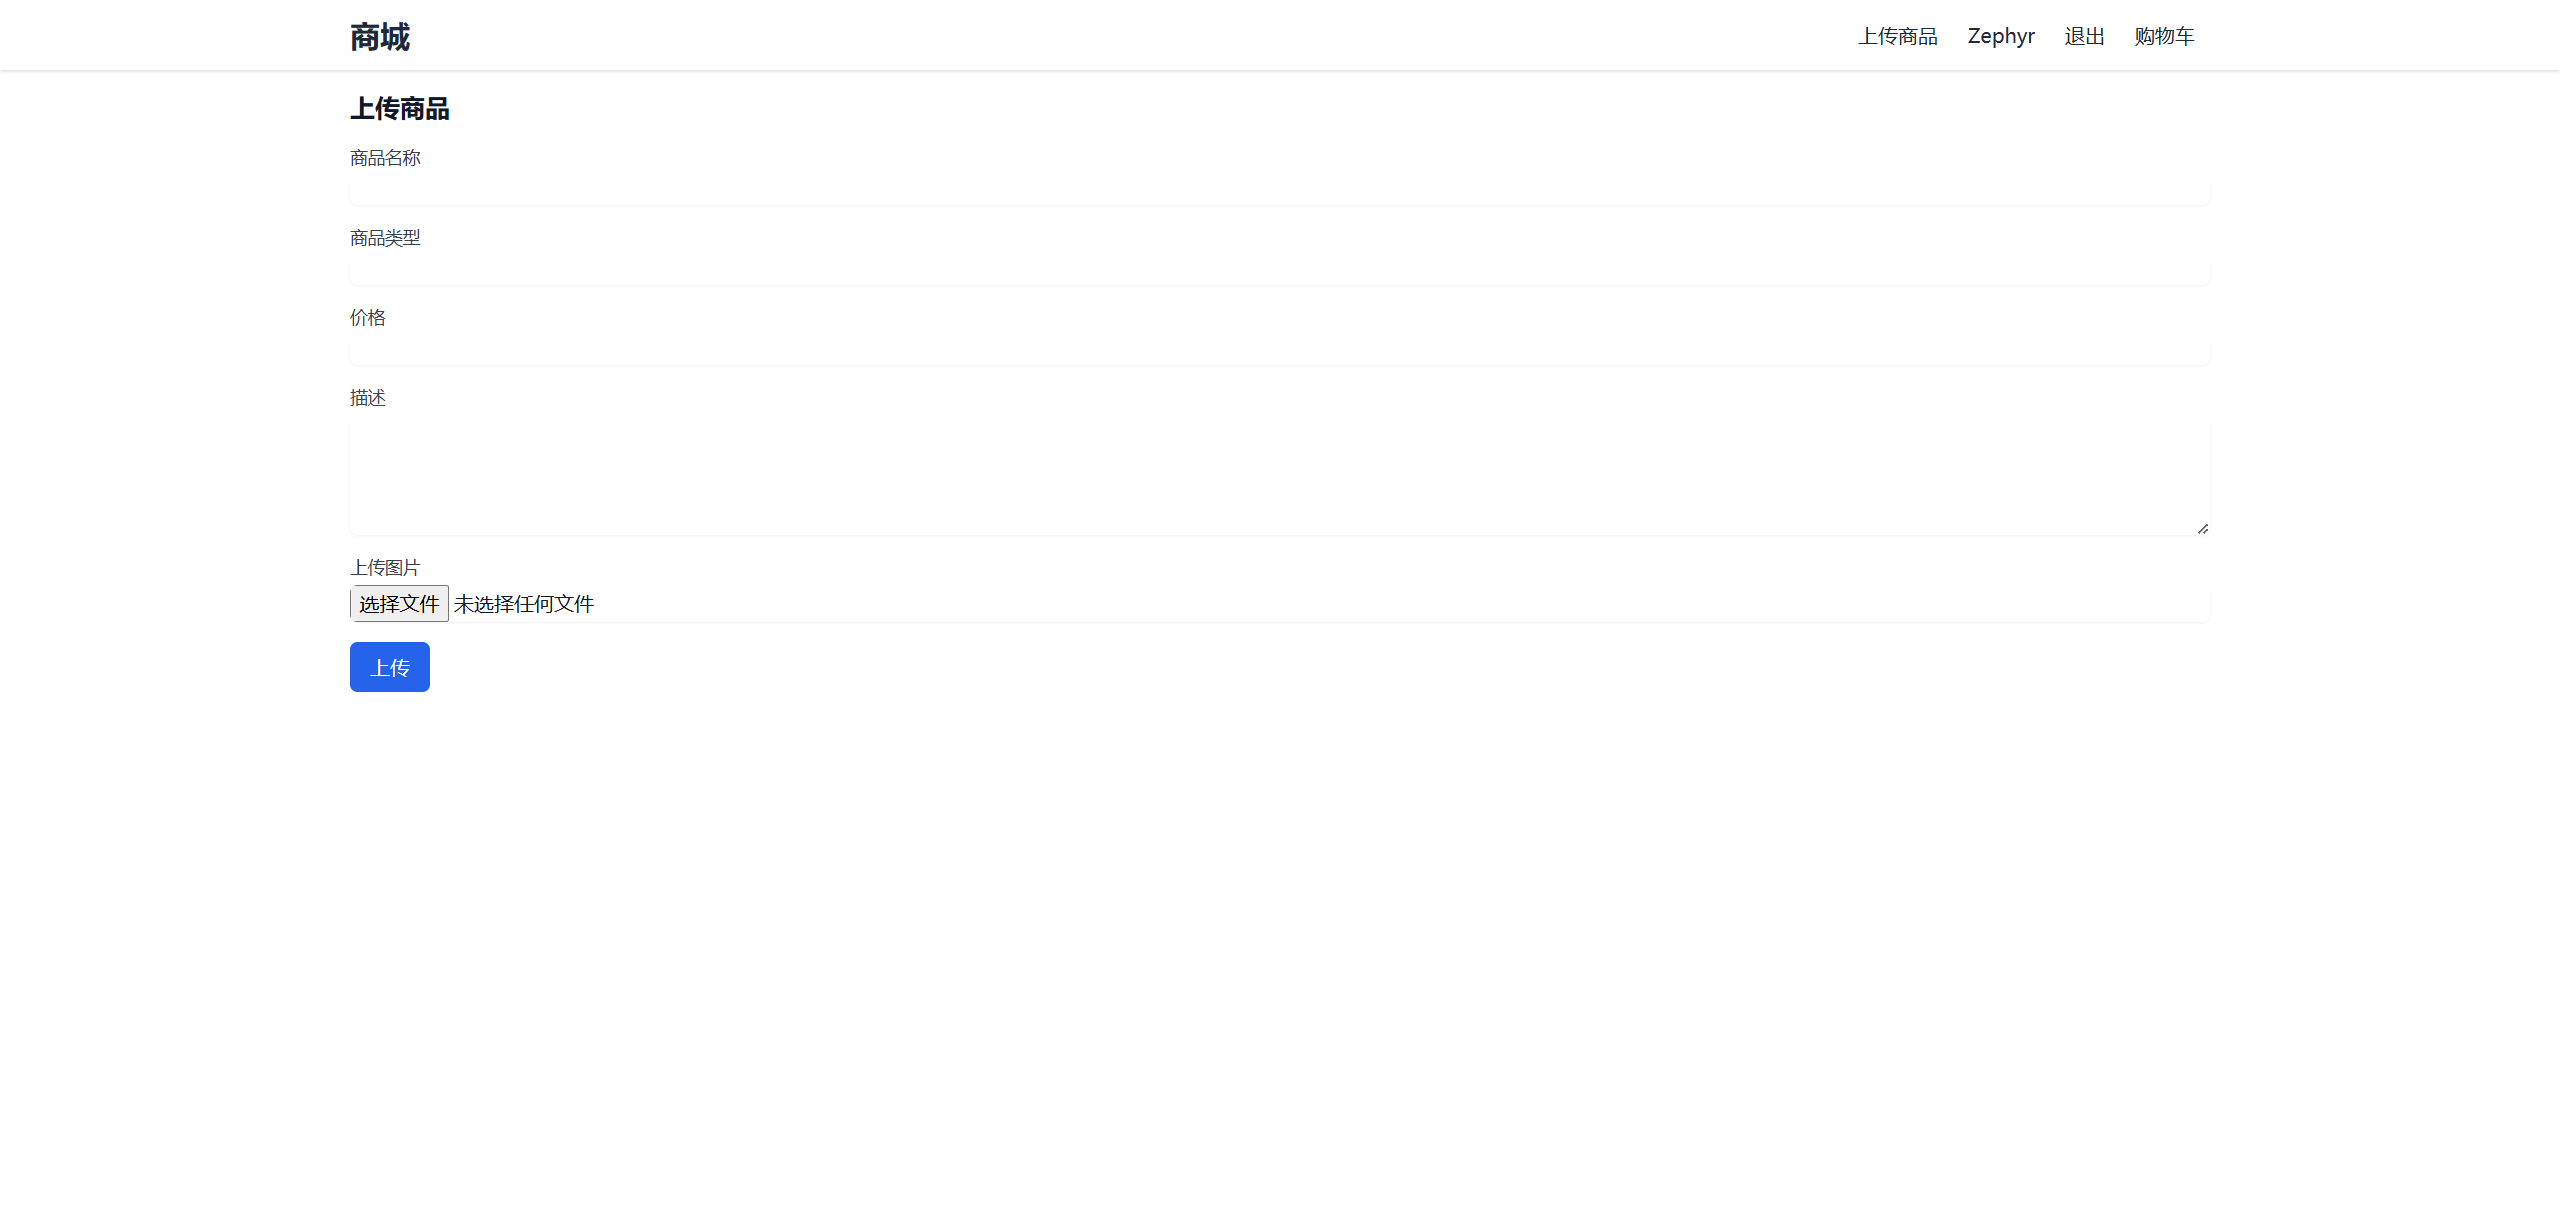 商城
上传商品 Zephyr 退出 购物车
上传商品
商品名称
商品类型
价格
描述
上传图片
选择文件 未选择任何文件
上传